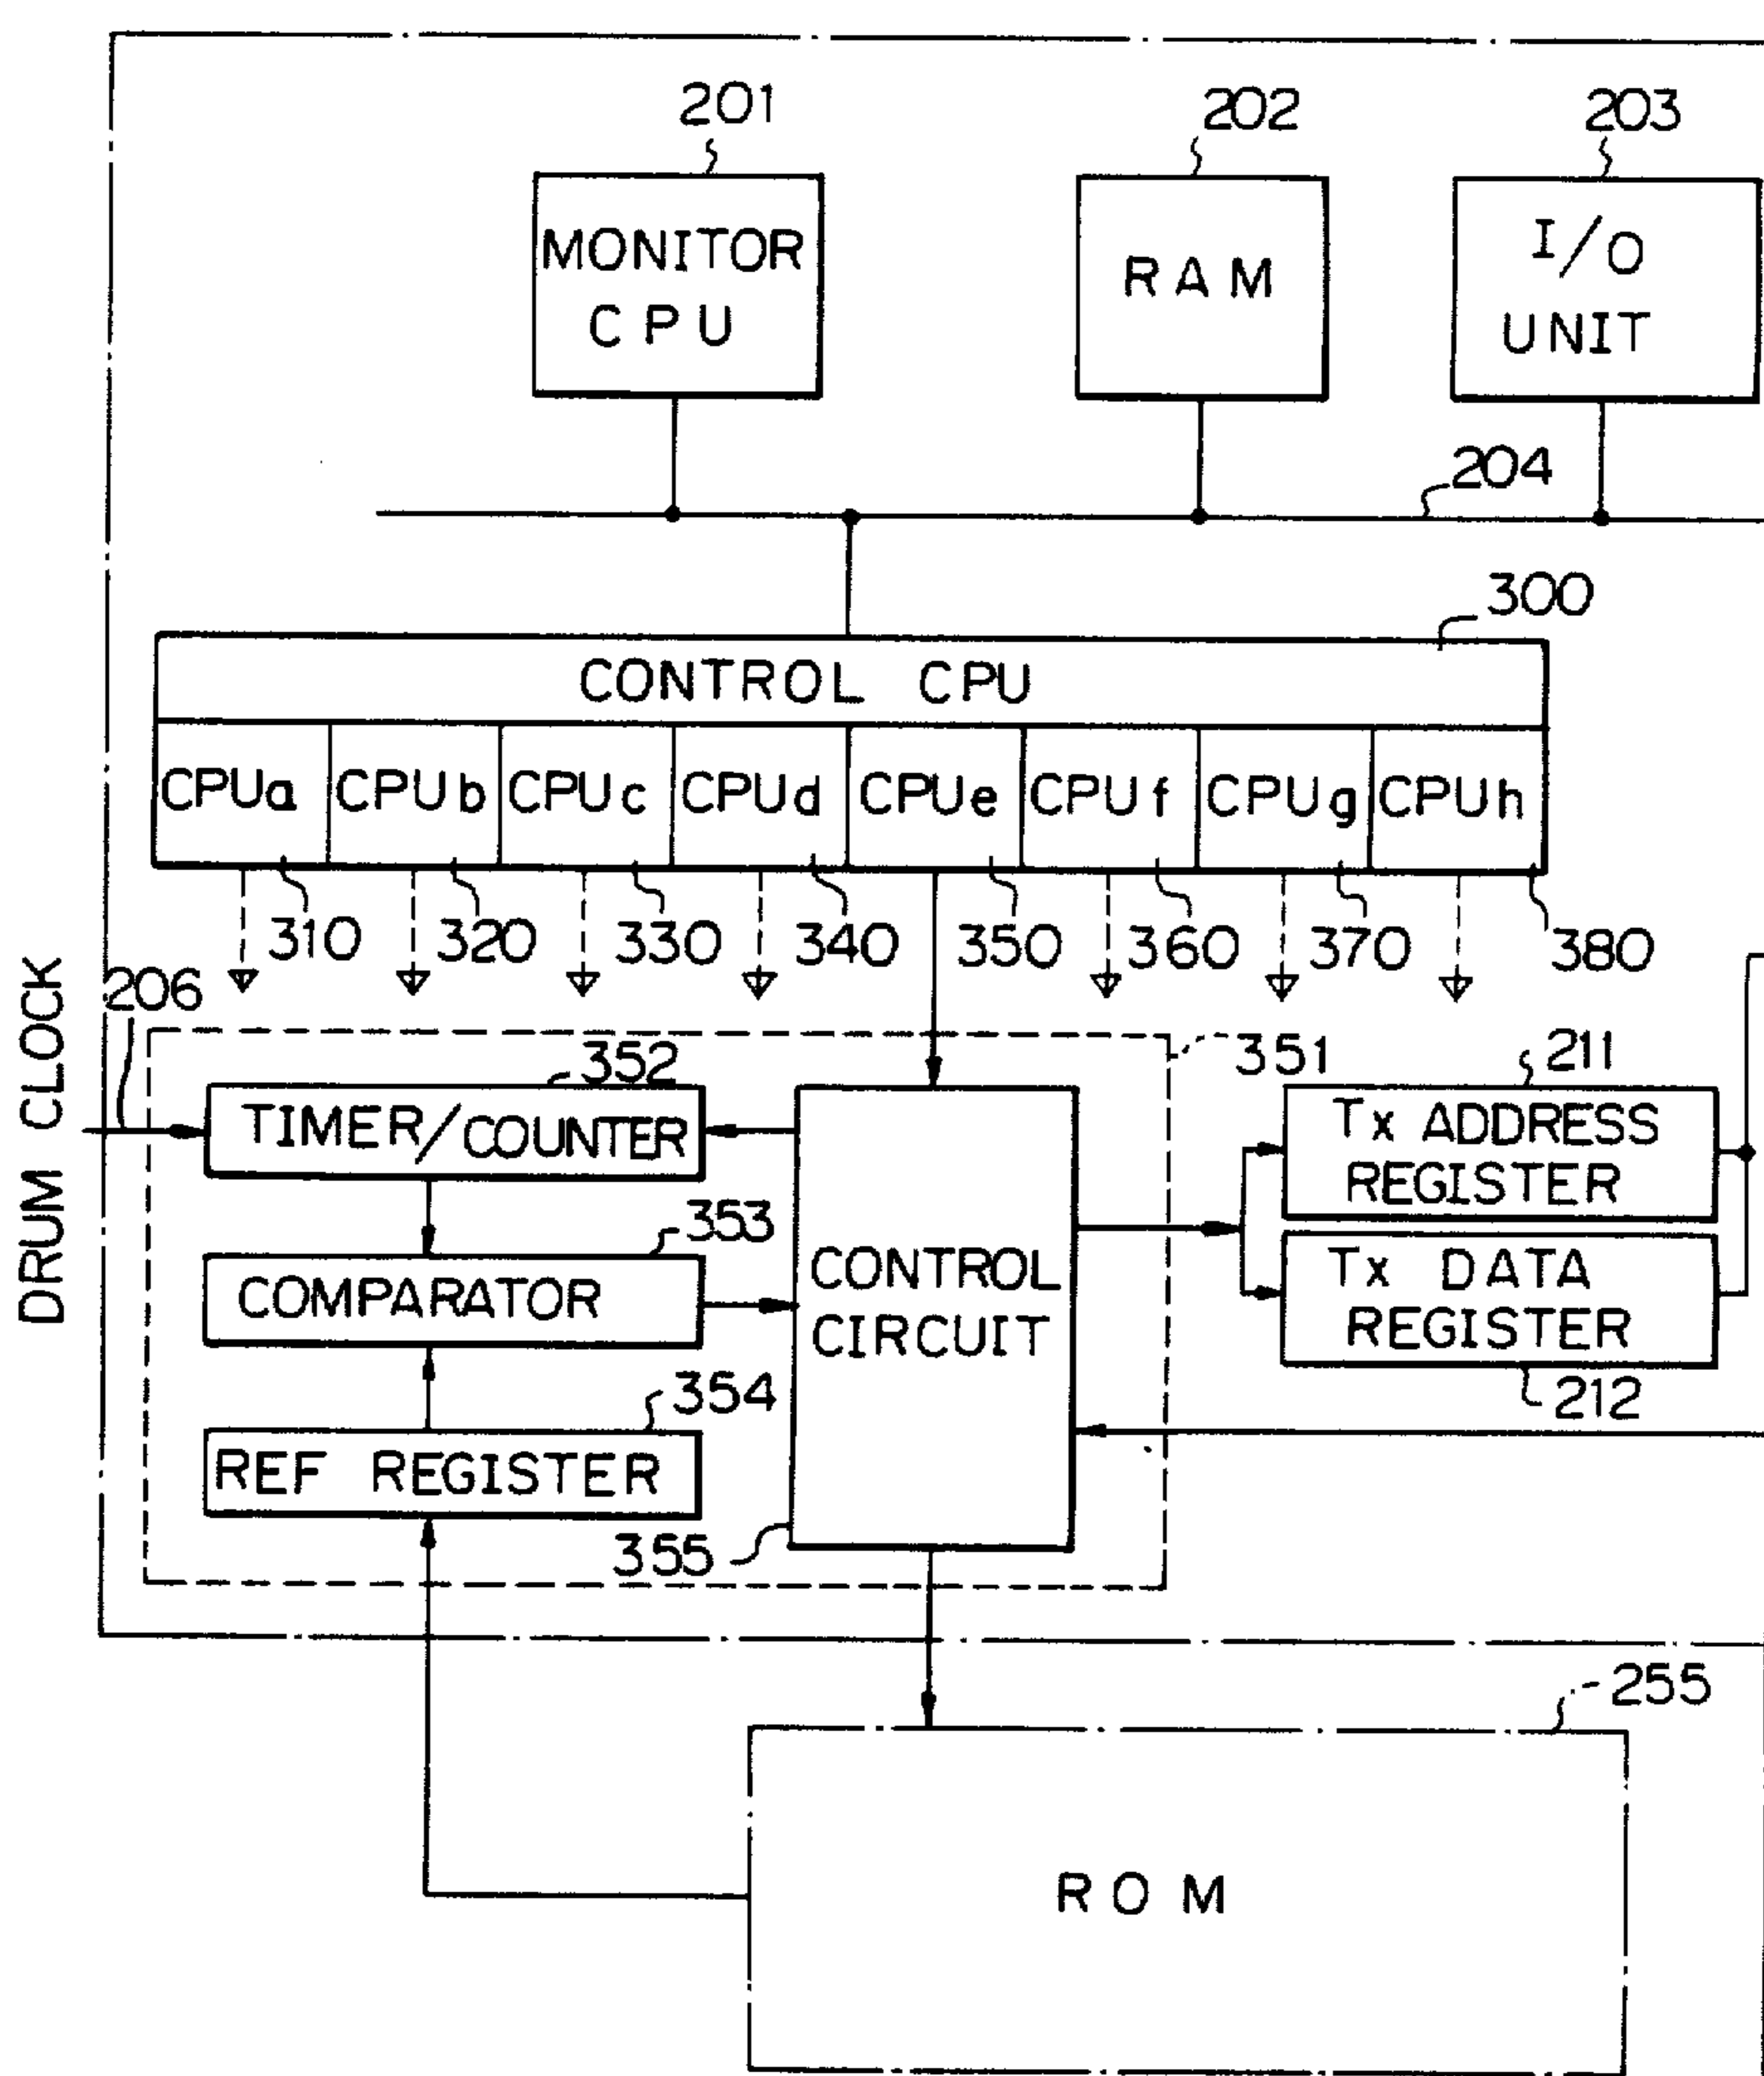 201
202
203
MONITOR
CPU
RAM
I/O
UNIT
204
300
CONTROL CPU
CPUa
CPUb
CPUc
CPUd
CPUe
CPUf
CPUg
CPUh
310
320
330
340
350
360
370
380
DRUM CLOCK
206
352
351
211
TIMER/COUNTER
Tx ADDRESS
REGISTER
353
COMPARATOR
CONTROL
CIRCUIT
Tx DATA
REGISTER
354
212
REF REGISTER
355
255
ROM